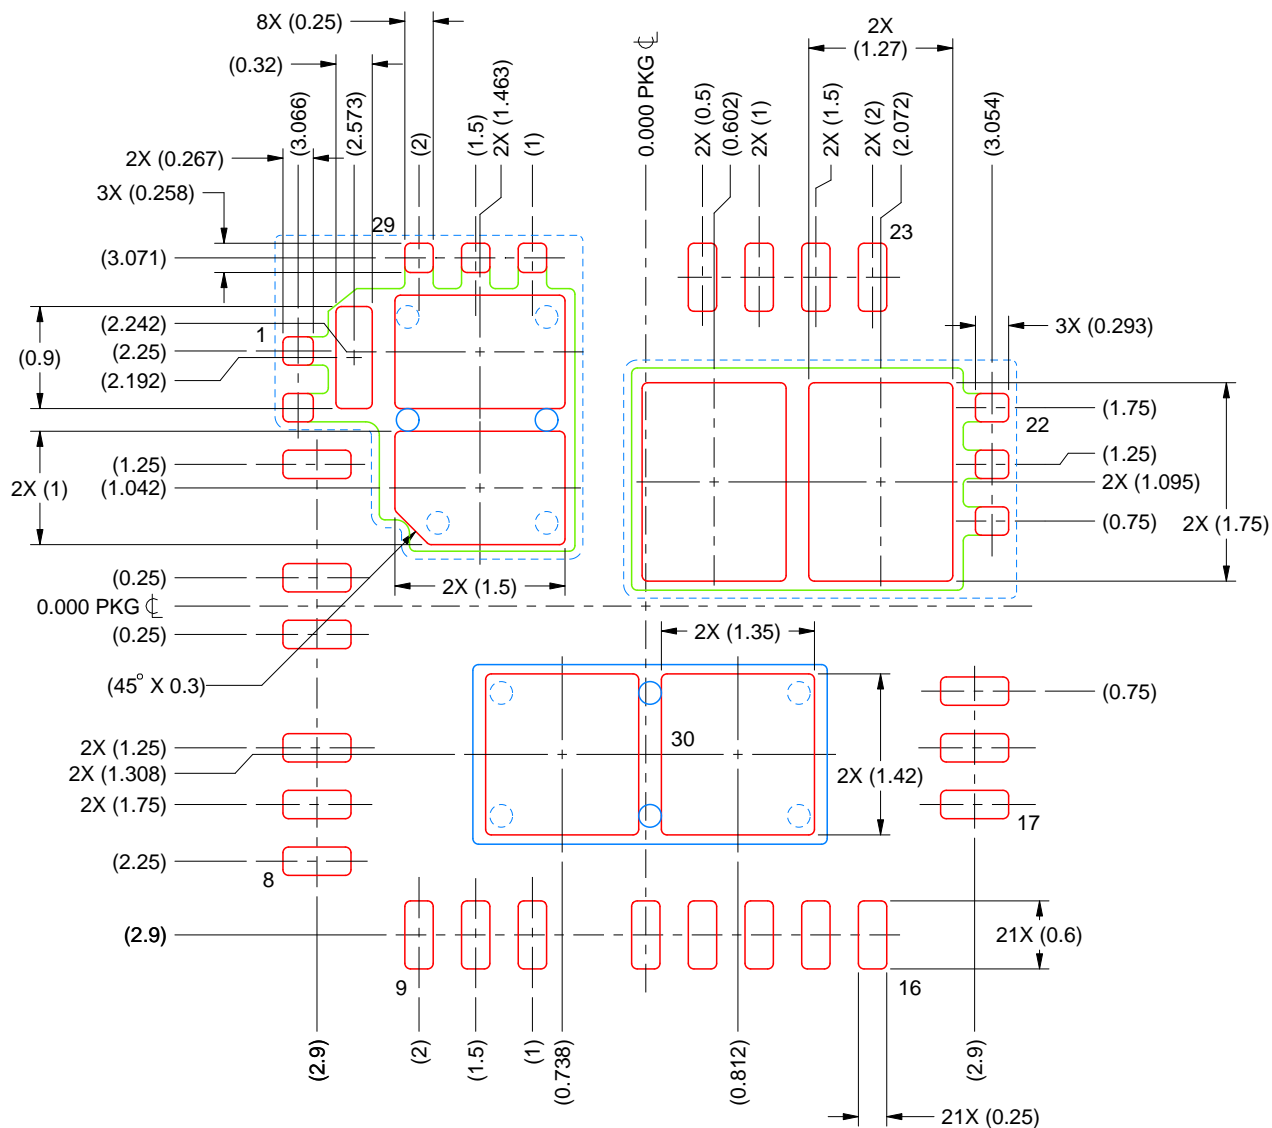 8X (0.25)
2X
(1.27)
(0.32)
(3.066)
(2.573)
(2)
(1.5)
2X (1.463)
(1)
0.000 PKG ℄
2X (0.5)
(0.602)
2X (1)
2X (1.5)
2X (2)
(2.072)
(3.054)
2X (0.267)
3X (0.258)
29
23
(3.071)
(2.242)
1
3X (0.293)
(0.9)
(2.25)
(2.192)
22
(1.75)
(1.25)
(1.25)
2X (1)
(1.042)
2X (1.095)
(0.75)
2X (1.75)
(0.25)
2X (1.5)
0.000 PKG ℄
(0.25)
2X (1.35)
(45° X 0.3)
(0.75)
30
2X (1.25)
2X (1.308)
2X (1.42)
2X (1.75)
17
(2.25)
8
(2.9)
21X (0.6)
9
16
(2.9)
(2)
(1.5)
(1)
(0.738)
(0.812)
(2.9)
21X (0.25)